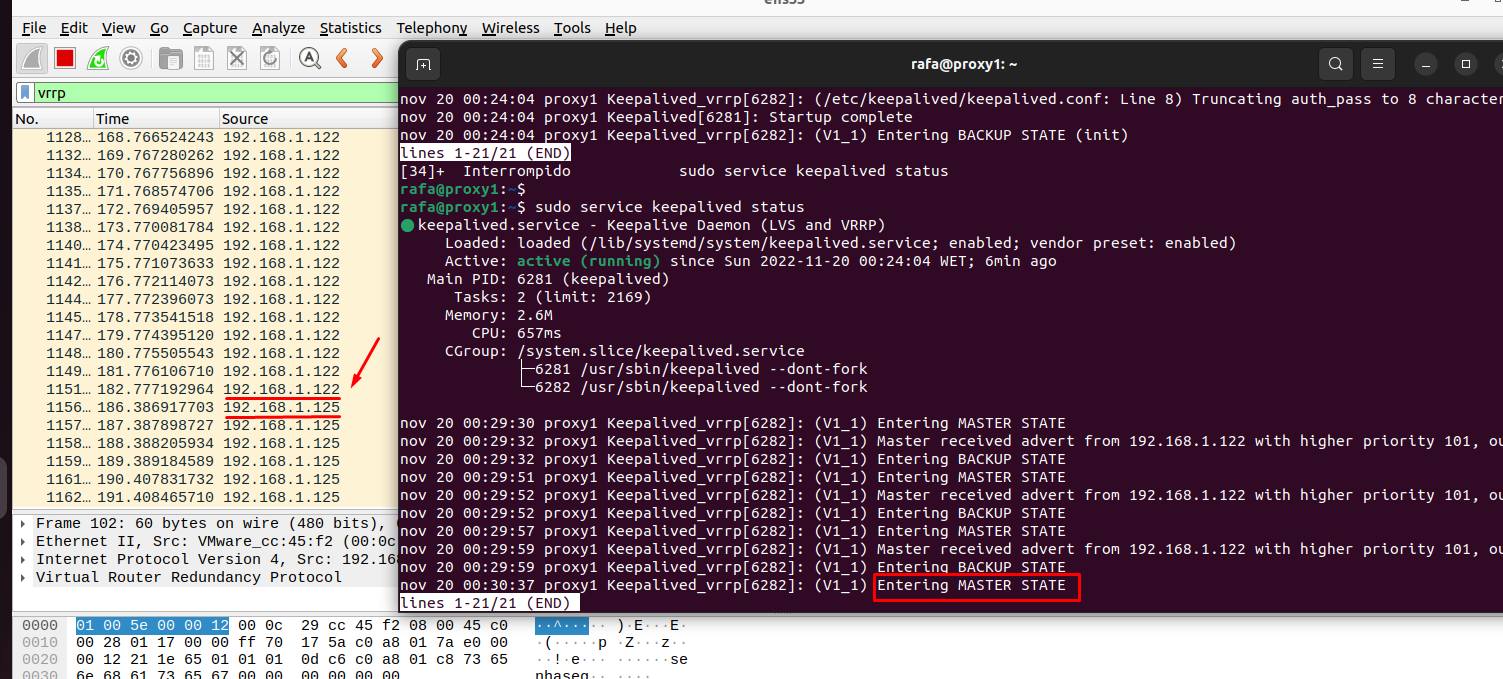 File Edit View Go Capture Analyze Statistics Telephony Wireless Tools Help
vrrp
No. Time Source
1128… 168.766524243 192.168.1.122
1132… 169.767280262 192.168.1.122
1134… 170.767756896 192.168.1.122
1135… 171.768574706 192.168.1.122
1137… 172.769405957 192.168.1.122
1138… 173.770081784 192.168.1.122
1140… 174.770423495 192.168.1.122
1141… 175.771073633 192.168.1.122
1142… 176.772114073 192.168.1.122
1144… 177.772396073 192.168.1.122
1145… 178.773541518 192.168.1.122
1147… 179.774395120 192.168.1.122
1148… 180.775505543 192.168.1.122
1149… 181.776106710 192.168.1.122
1151… 182.777192964 192.168.1.122
1156… 186.386917703 192.168.1.125
1157… 187.387898727 192.168.1.125
1158… 188.388205934 192.168.1.125
1159… 189.389184589 192.168.1.125
1161… 190.407831732 192.168.1.125
1162… 191.408465710 192.168.1.125
Frame 102: 60 bytes on wire (480 bits),
Ethernet II, Src: VMware_cc:45:f2 (00:0c
Internet Protocol Version 4, Src: 192.168
Virtual Router Redundancy Protocol
0000 01 00 5e 00 00 12 00 0c 29 cc 45 f2 08 00 45 c0 ··^····· )·E···E·
0010 00 28 01 17 00 00 ff 70 17 5a c0 a8 01 7a e0 00 ·(·····p ·Z···z··
0020 00 12 21 1e 65 01 01 01 0d c6 c0 a8 01 c8 73 65 ··!·e··· ······se
0030 6e 68 61 73 65 67 00 00 00 00 00 00 nhaseg·· ····
rafa@proxy1: ~
nov 20 00:24:04 proxy1 Keepalived_vrrp[6282]: (/etc/keepalived/keepalived.conf: Line 8) Truncating auth_pass to 8 character
nov 20 00:24:04 proxy1 Keepalived[6281]: Startup complete
nov 20 00:24:04 proxy1 Keepalived_vrrp[6282]: (V1_1) Entering BACKUP STATE (init)
lines 1-21/21 (END)
[34]+ Interrompido sudo service keepalived status
rafa@proxy1:~$
rafa@proxy1:~$ sudo service keepalived status
● keepalived.service - Keepalive Daemon (LVS and VRRP)
Loaded: loaded (/lib/systemd/system/keepalived.service; enabled; vendor preset: enabled)
Active: active (running) since Sun 2022-11-20 00:24:04 WET; 6min ago
Main PID: 6281 (keepalived)
Tasks: 2 (limit: 2169)
Memory: 2.6M
CPU: 657ms
CGroup: /system.slice/keepalived.service
├─6281 /usr/sbin/keepalived --dont-fork
└─6282 /usr/sbin/keepalived --dont-fork
nov 20 00:29:30 proxy1 Keepalived_vrrp[6282]: (V1_1) Entering MASTER STATE
nov 20 00:29:32 proxy1 Keepalived_vrrp[6282]: (V1_1) Master received advert from 192.168.1.122 with higher priority 101, ou
nov 20 00:29:32 proxy1 Keepalived_vrrp[6282]: (V1_1) Entering BACKUP STATE
nov 20 00:29:51 proxy1 Keepalived_vrrp[6282]: (V1_1) Entering MASTER STATE
nov 20 00:29:52 proxy1 Keepalived_vrrp[6282]: (V1_1) Master received advert from 192.168.1.122 with higher priority 101, ou
nov 20 00:29:52 proxy1 Keepalived_vrrp[6282]: (V1_1) Entering BACKUP STATE
nov 20 00:29:57 proxy1 Keepalived_vrrp[6282]: (V1_1) Entering MASTER STATE
nov 20 00:29:59 proxy1 Keepalived_vrrp[6282]: (V1_1) Master received advert from 192.168.1.122 with higher priority 101, ou
nov 20 00:29:59 proxy1 Keepalived_vrrp[6282]: (V1_1) Entering BACKUP STATE
nov 20 00:30:37 proxy1 Keepalived_vrrp[6282]: (V1_1) Entering MASTER STATE
lines 1-21/21 (END)